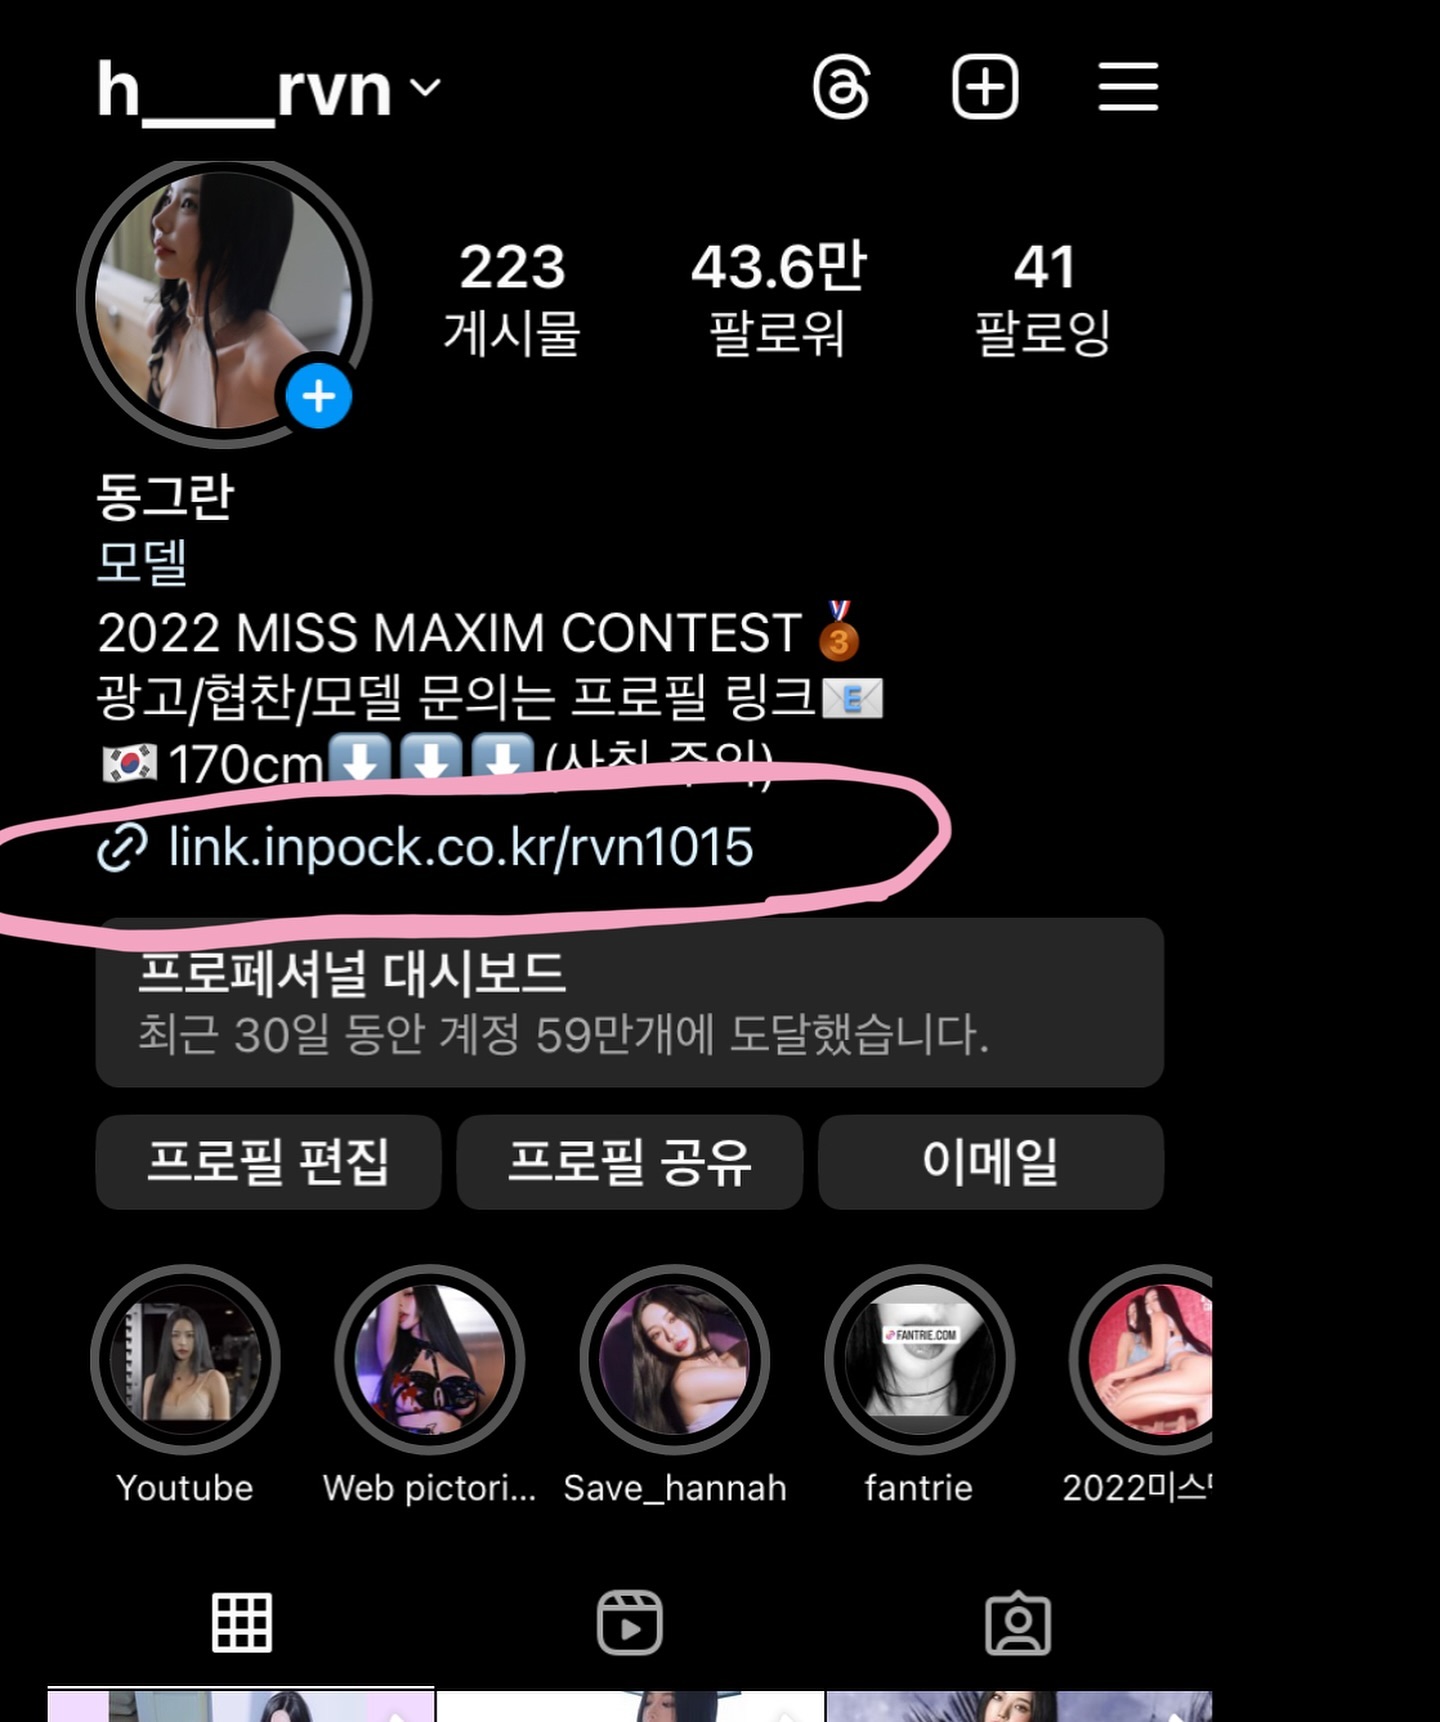 h____rvn
223 43.6만 41
게시물 팔로워 팔로잉
동그란
모델
2022 MISS MAXIM CONTEST🥉
광고/협찬/모델 문의는 프로필 링크📧
🇰🇷170cm⬇️⬇️⬇️(사칭 주의)
link.inpock.co.kr/rvn1015
프로페셔널 대시보드
최근 30일 동안 계정 59만개에 도달했습니다.
프로필 편집 프로필 공유 이메일
FANTRIE.COM
Youtube Web pictori... Save_hannah fantrie 2022미스